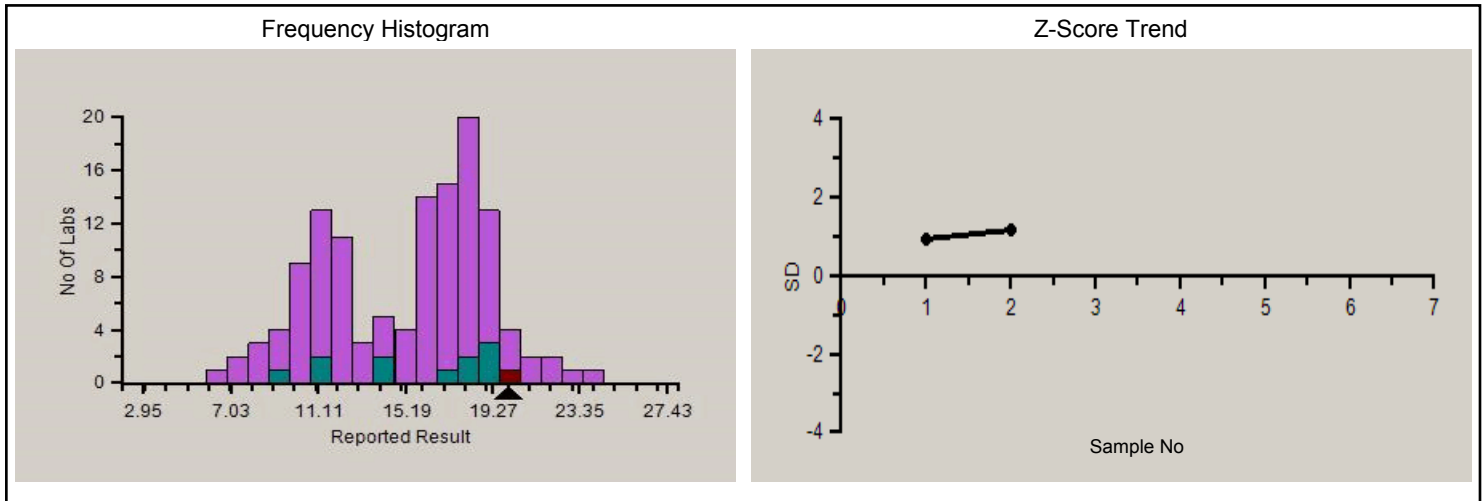 Frequency Histogram
No Of Labs
20
16
12
8
4
0
2.95 7.03 11.11 15.19 19.27 23.35 27.43
Reported Result
Z-Score Trend
SD
4
2
0
-2
-4
0 1 2 3 4 5 6 7
Sample No